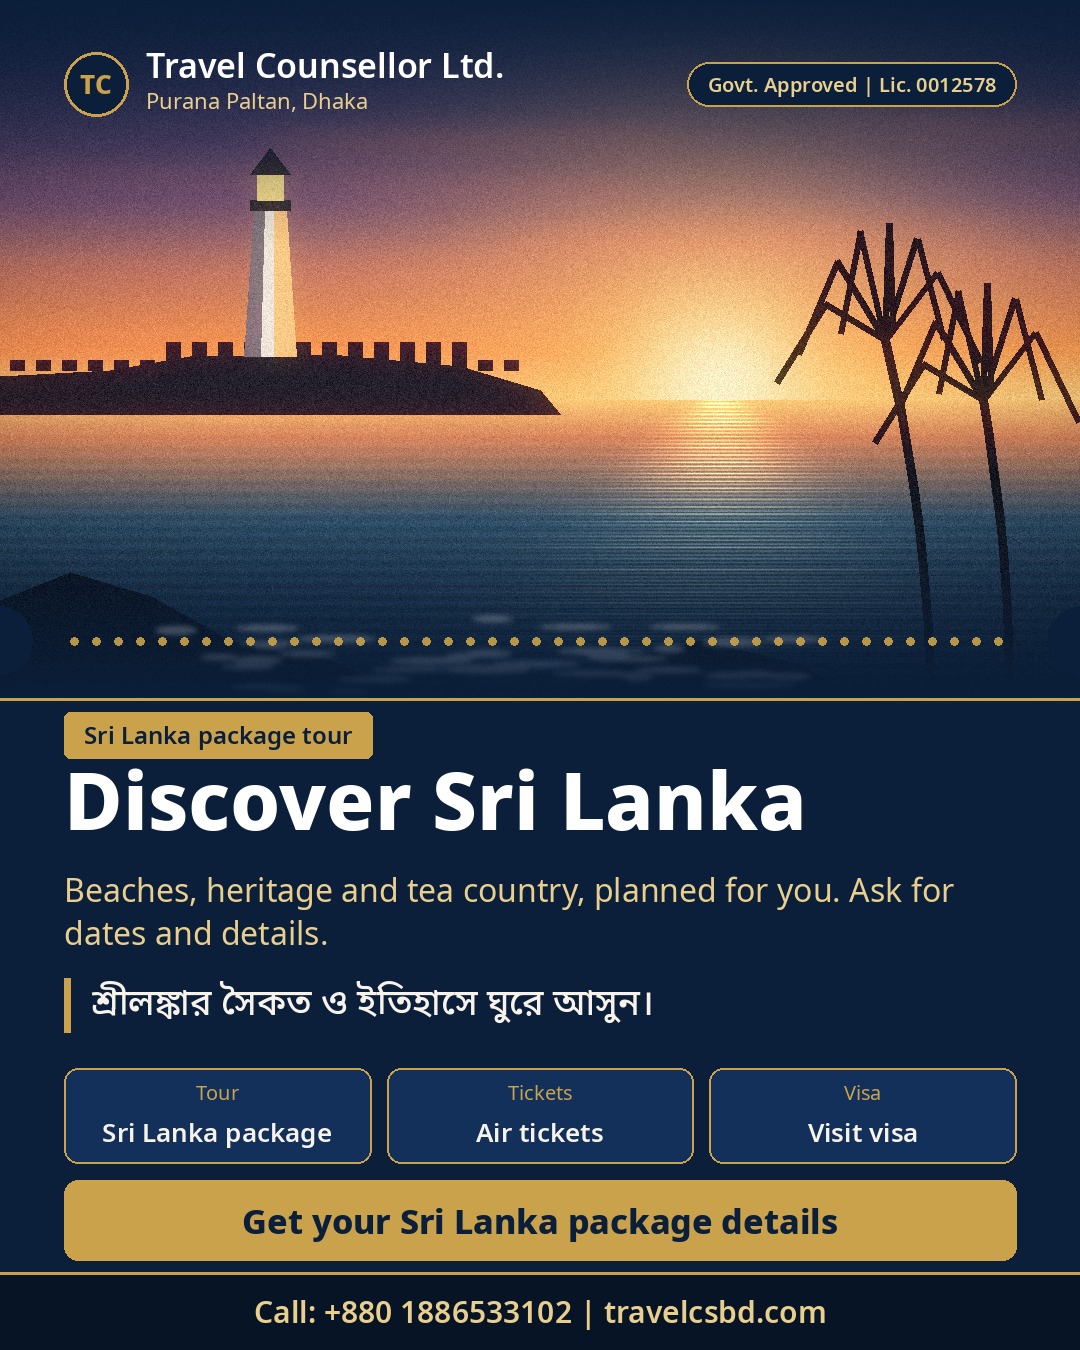 TC
Travel Counsellor Ltd.
Purana Paltan, Dhaka
Govt. Approved | Lic. 0012578
Sri Lanka package tour
Discover Sri Lanka
Beaches, heritage and tea country, planned for you. Ask for
dates and details.
শ্রীলঙ্কার সৈকত ও ইতিহাসে ঘুরে আসুন।
Tour
Sri Lanka package
Tickets
Air tickets
Visa
Visit visa
Get your Sri Lanka package details
Call: +880 1886533102 | travelcsbd.com